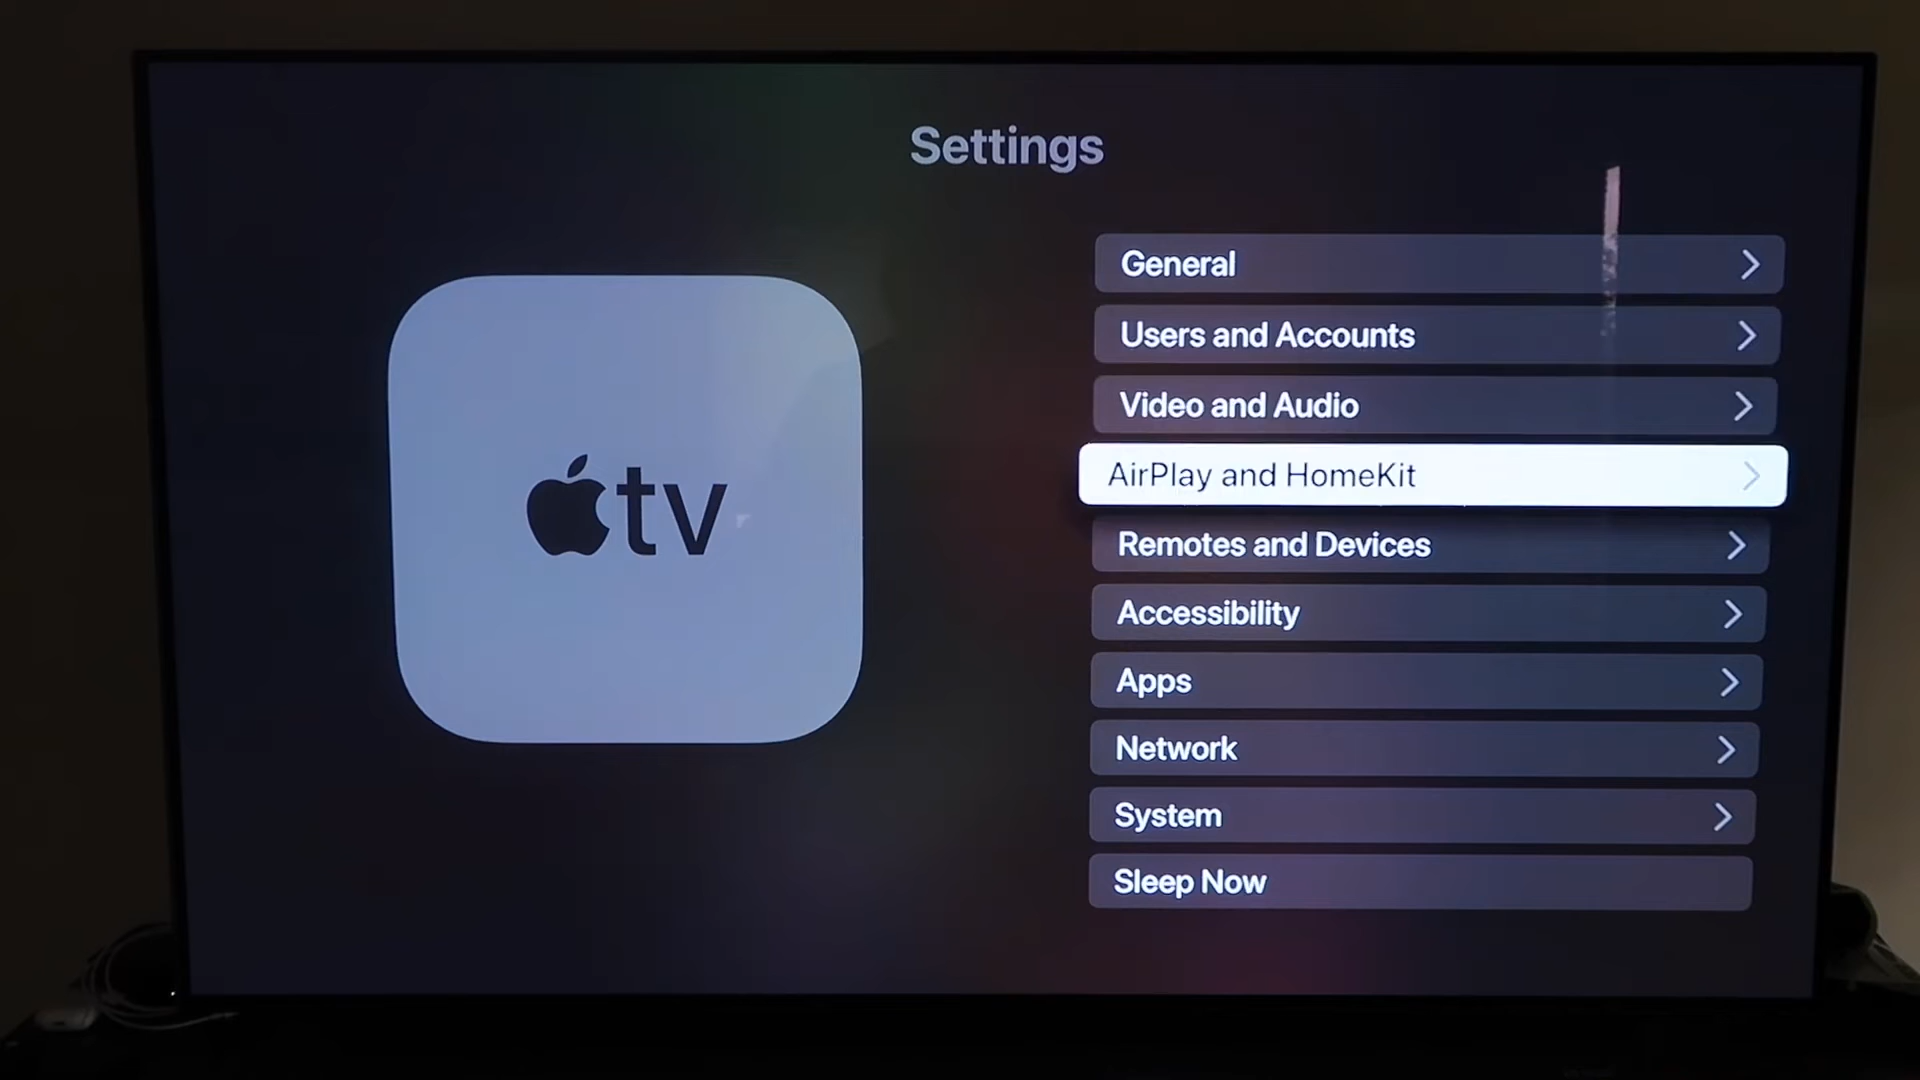 Settings
tv
General
Users and Accounts
Video and Audio
AirPlay and HomeKit
Remotes and Devices
Accessibility
Apps
Network
System
Sleep Now